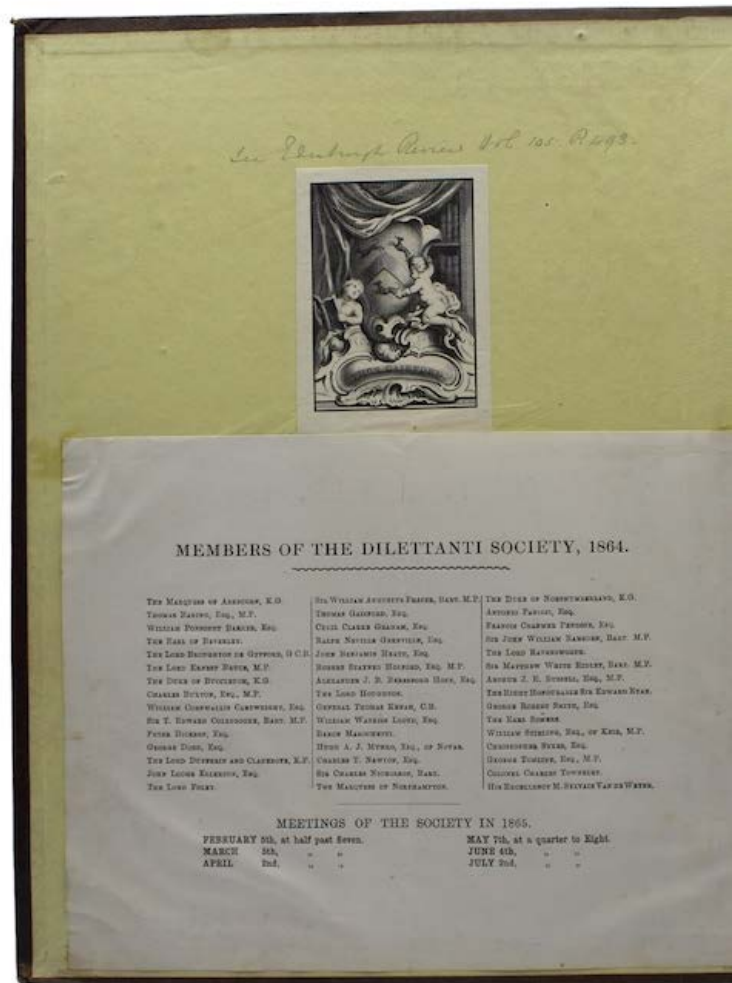 See Edinburgh Review Vol 105 P. 493.
THOS GAISFORD
MEMBERS OF THE DILETTANTI SOCIETY, 1864.
The Marquess of Abercorn, K.G.
Thomas Baring, Esq., M.P.
William Ponsonby Barker, Esq.
The Earl of Beverley.
The Lord Broughton de Gyfford, G.C.B.
The Lord Ernest Bruce, M.P.
The Duke of Buccleuch, K.G.
Charles Buxton, Esq., M.P.
William Cornwallis Cartwright, Esq.
Sir T. Edward Colebrooke, Bart. M.P.
Peter Dickson, Esq.
George Dodd, Esq.
The Lord Dufferin and Claneboye, K.P.
John Lodge Ellerton, Esq.
The Lord Foley.
Sir William Augustus Fraser, Bart. M.P.
Thomas Gaisford, Esq.
Cyril Clarke Graham, Esq.
Ralph Neville Grenville, Esq.
John Benjamin Heath, Esq.
Robert Stayner Holford, Esq. M.P.
Alexander J. B. Beresford Hope, Esq.
The Lord Houghton.
General Thomas Kenah, C.B.
William Watkiss Lloyd, Esq.
Baron Marochetti.
Hugh A. J. Munro, Esq., of Novar.
Charles T. Newton, Esq.
Sir Charles Nicholson, Bart.
The Marquess of Northampton.
The Duke of Northumberland, K.G.
Antonio Panizzi, Esq.
Francis Cranmer Penrose, Esq.
Sir John William Ramsden, Bart. M.P.
The Lord Ravensworth.
Sir Matthew White Ridley, Bart. M.P.
Arthur J. E. Russell, Esq., M.P.
The Right Honourable Sir Edward Ryan.
George Robert Smith, Esq.
The Earl Somers.
William Stirling, Esq., of Keir, M.P.
Christopher Sykes, Esq.
George Tomline, Esq., M.P.
Colonel Charles Towneley.
His Excellency M. Sylvain Van de Weyer.
MEETINGS OF THE SOCIETY IN 1865.
FEBRUARY 5th, at half past Seven.
MARCH 5th, „ „
APRIL 2nd, „ „
MAY 7th, at a quarter to Eight.
JUNE 4th, „ „
JULY 2nd, „ „